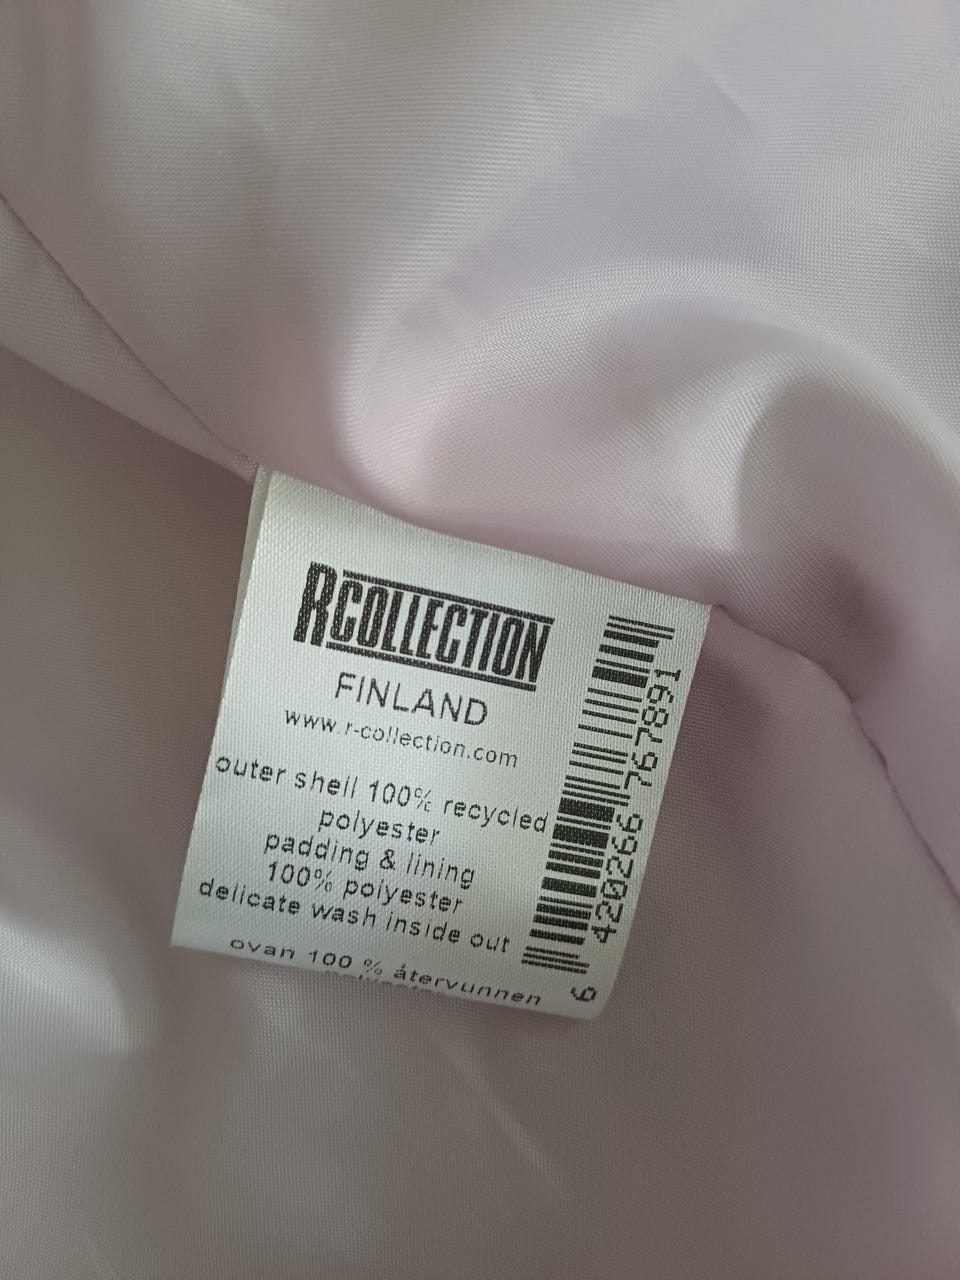 RCOLLECTION
FINLAND
www.r-collection.com
outer shell 100% recycled
polyester
padding & lining
100% polyester
delicate wash inside out
ovan 100 % återvunnen
6 420266 767891